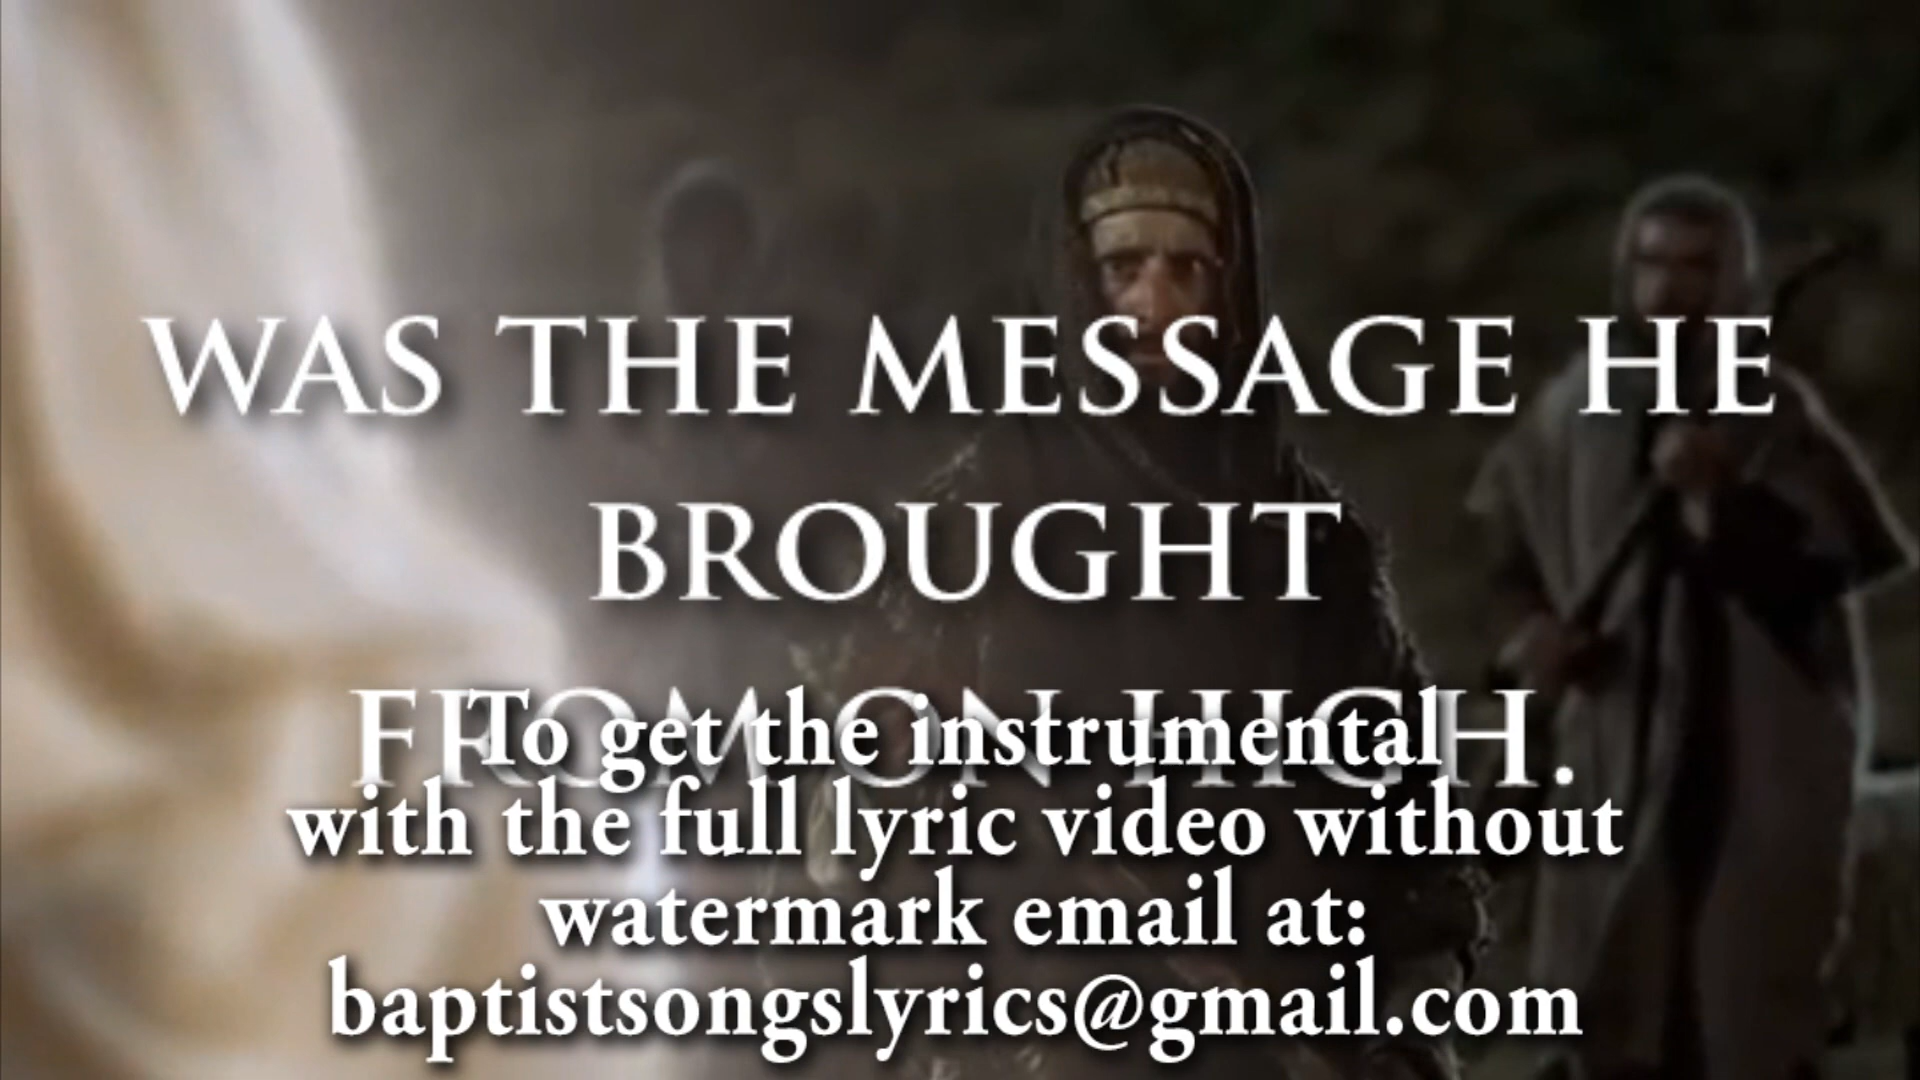 WAS THE MESSAGE HE
BROUGHT
FROM ON HIGH.
To get the instrumental
with the full lyric video without
watermark email at:
baptistsongslyrics@gmail.com